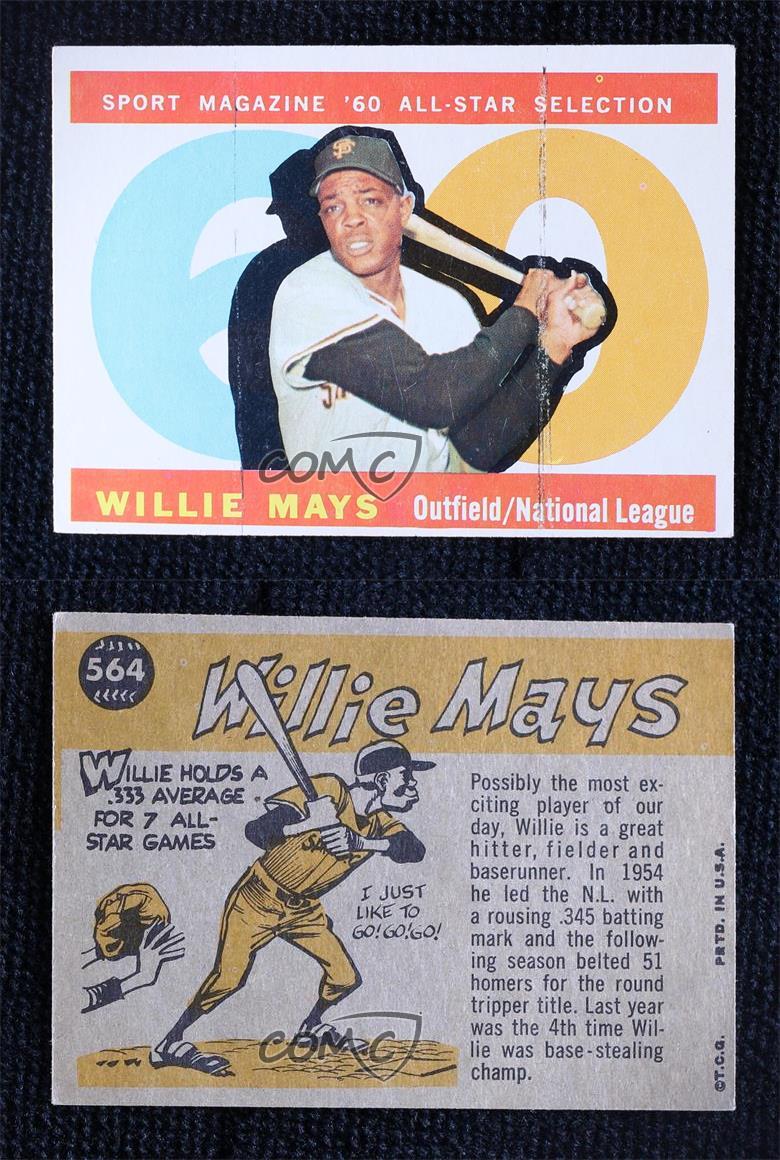 SPORT MAGAZINE '60 ALL-STAR SELECTION
60
SF
COMC
WILLIE MAYS Outfield/National League
564
Willie Mays
WILLIE HOLDS A
.333 AVERAGE
FOR 7 ALL-
STAR GAMES
I JUST
LIKE TO
GO! GO! GO!
Possibly the most ex-
citing player of our
day, Willie is a great
hitter, fielder and
baserunner. In 1954
he led the N.L. with
a rousing .345 batting
mark and the follow-
ing season belted 51
homers for the round
tripper title. Last year
was the 4th time Wil-
lie was base-stealing
champ.
©T.C.G. PRTD. IN U.S.A.
COMC